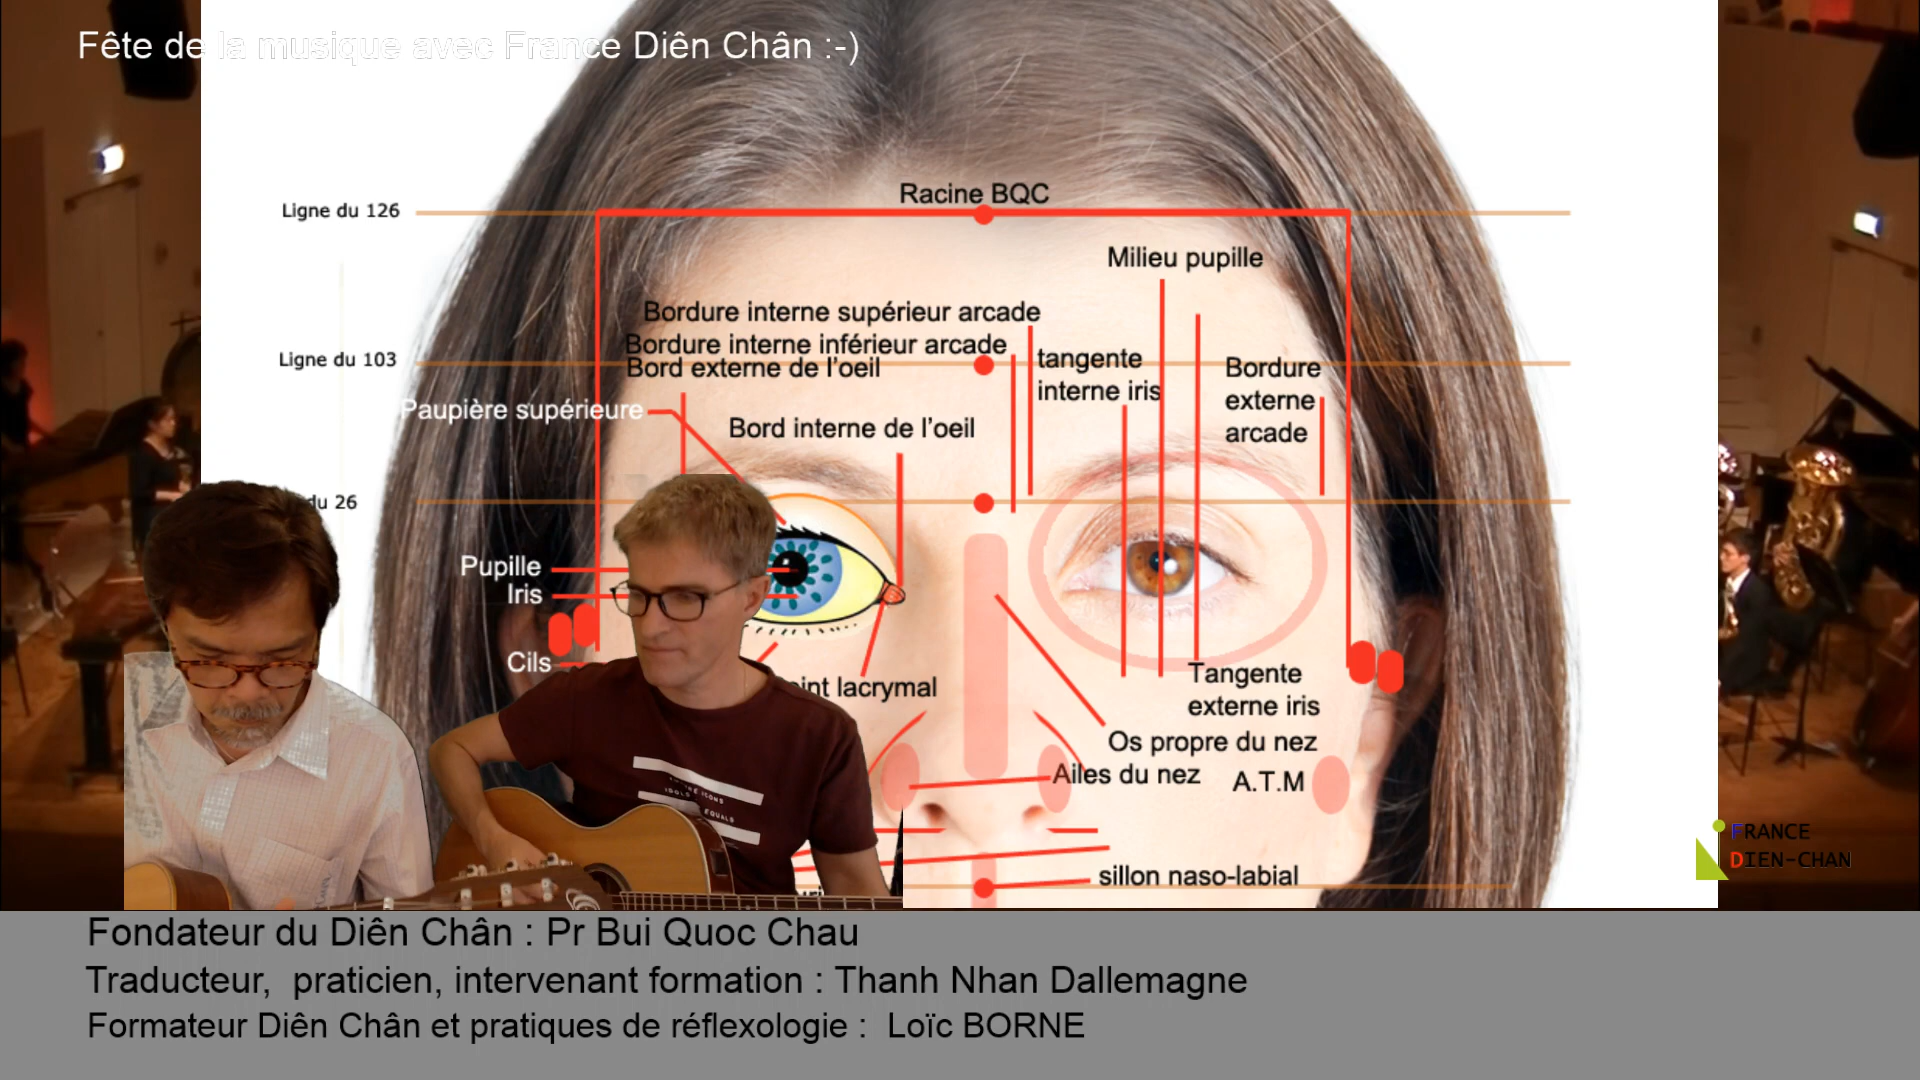 Fête de la musique avec France Diên Chân :-)
Racine BQC
Ligne du 126
Milieu pupille
Bordure interne supérieur arcade
Bordure interne inférieur arcade
Ligne du 103
tangente
interne iris
Bord externe de l'oeil
Bordure
externe
arcade
Paupière supérieure
Bord interne de l'oeil
du 26
Pupille
Iris
Cils
lacrymal
Tangente
externe iris
Os propre du nez
Ailes du nez
A.T.M
FRANCE
DIEN-CHAN
sillon naso-labial
Fondateur du Diên Chân : Pr Bui Quoc Chau
Traducteur, praticien, intervenant formation : Thanh Nhan Dallemagne
Formateur Diên Chân et pratiques de réflexologie : Loïc BORNE